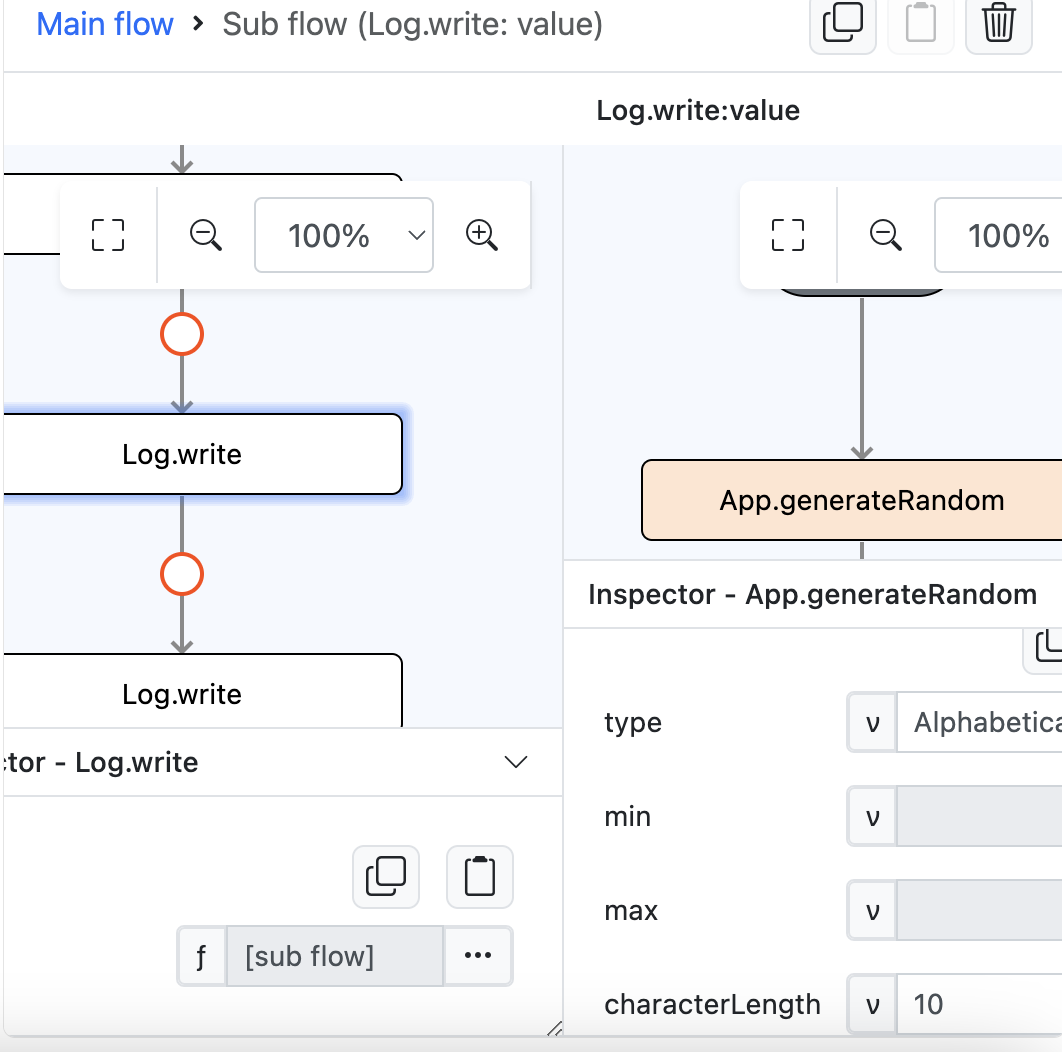 Main flow › Sub flow (Log.write: value)
Log.write:value
100%
100%
Log.write
App.generateRandom
Log.write
Inspector - App.generateRandom
type
ν
Alphabetica
tor - Log.write
min
ν
max
ν
ƒ
[sub flow]
characterLength
ν
10